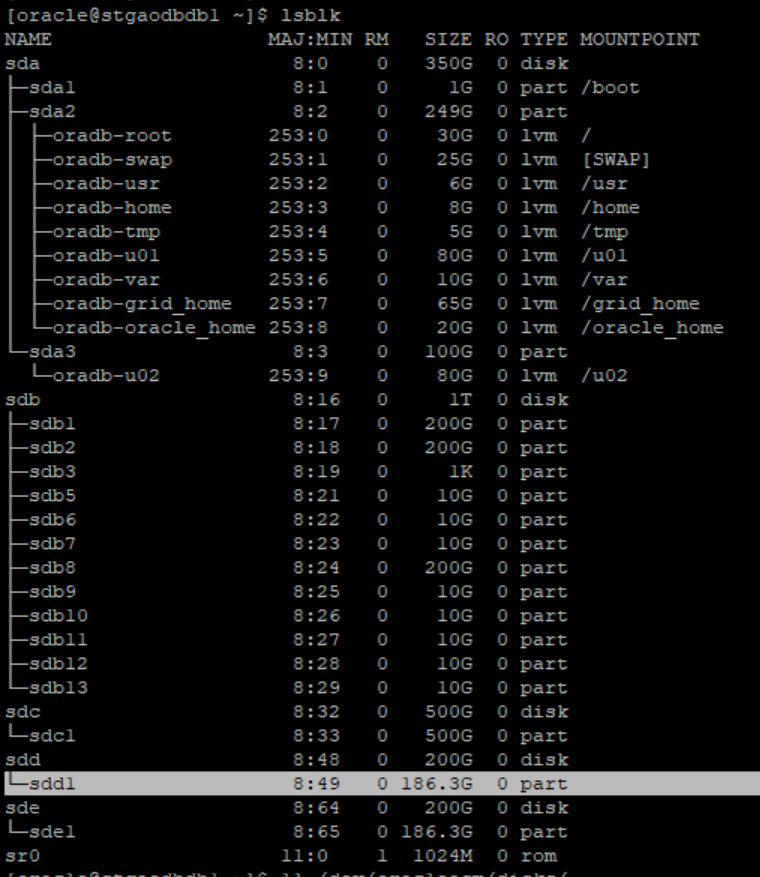 [oracle@stgaodbdb1 ~]$ lsblk
NAME MAJ:MIN RM SIZE RO TYPE MOUNTPOINT
sda 8:0 0 350G 0 disk
├─sda1 8:1 0 1G 0 part /boot
├─sda2 8:2 0 249G 0 part
│ ├─oradb-root 253:0 0 30G 0 lvm /
│ ├─oradb-swap 253:1 0 25G 0 lvm [SWAP]
│ ├─oradb-usr 253:2 0 6G 0 lvm /usr
│ ├─oradb-home 253:3 0 8G 0 lvm /home
│ ├─oradb-tmp 253:4 0 5G 0 lvm /tmp
│ ├─oradb-u01 253:5 0 80G 0 lvm /u01
│ ├─oradb-var 253:6 0 10G 0 lvm /var
│ ├─oradb-grid_home 253:7 0 65G 0 lvm /grid_home
│ └─oradb-oracle_home 253:8 0 20G 0 lvm /oracle_home
└─sda3 8:3 0 100G 0 part
  └─oradb-u02 253:9 0 80G 0 lvm /u02
sdb 8:16 0 1T 0 disk
├─sdb1 8:17 0 200G 0 part
├─sdb2 8:18 0 200G 0 part
├─sdb3 8:19 0 1K 0 part
├─sdb5 8:21 0 10G 0 part
├─sdb6 8:22 0 10G 0 part
├─sdb7 8:23 0 10G 0 part
├─sdb8 8:24 0 200G 0 part
├─sdb9 8:25 0 10G 0 part
├─sdb10 8:26 0 10G 0 part
├─sdb11 8:27 0 10G 0 part
├─sdb12 8:28 0 10G 0 part
└─sdb13 8:29 0 10G 0 part
sdc 8:32 0 500G 0 disk
└─sdc1 8:33 0 500G 0 part
sdd 8:48 0 200G 0 disk
└─sdd1 8:49 0 186.3G 0 part
sde 8:64 0 200G 0 disk
└─sde1 8:65 0 186.3G 0 part
sr0 11:0 1 1024M 0 rom